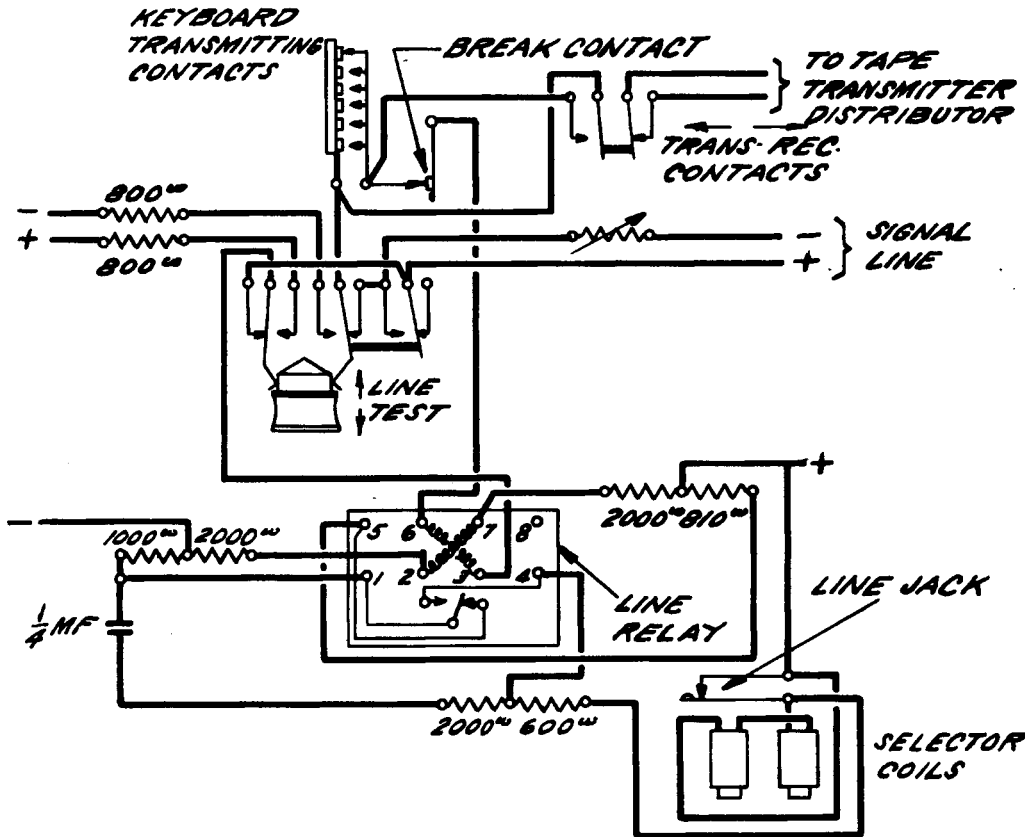 KEYBOARD
TRANSMITTING
CONTACTS
BREAK CONTACT
TO TAPE
TRANSMITTER
DISTRIBUTOR
TRANS-REC.
CONTACTS
800ω
-
+
800ω
-
+
SIGNAL
LINE
LINE
TEST
+
2000ω 810ω
-
1000ω 2000ω
5 6 7 8
1 2 3 4
LINE
RELAY
LINE JACK
1/4 MF
2000ω 600ω
SELECTOR
COILS